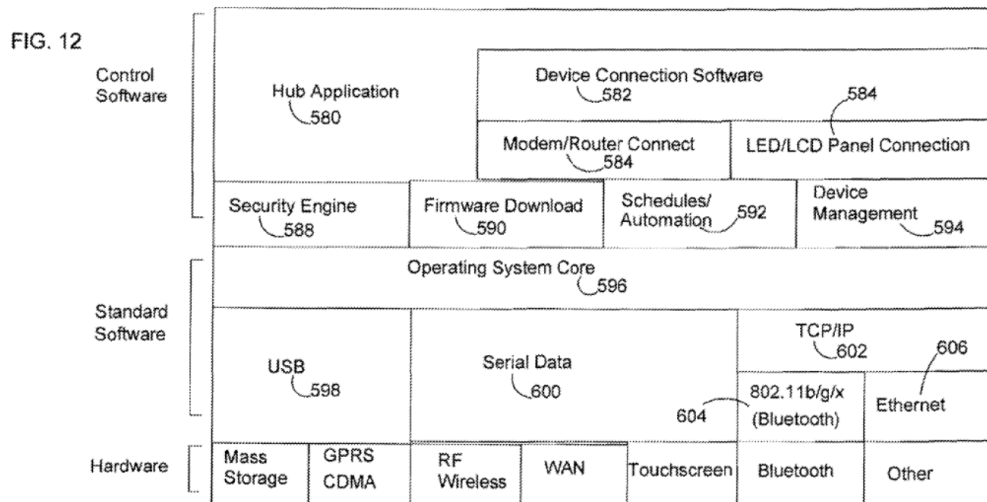 FIG. 12
Control
Software
Hub Application
580
Device Connection Software
582
584
Modem/Router Connect
584
LED/LCD Panel Connection
Security Engine
588
Firmware Download
590
Schedules/
Automation
592
Device
Management
594
Standard
Software
Operating System Core
596
USB
598
Serial Data
600
TCP/IP
602
606
604
802.11b/g/x
(Bluetooth)
Ethernet
Hardware
Mass
Storage
GPRS
CDMA
RF
Wireless
WAN
Touchscreen
Bluetooth
Other